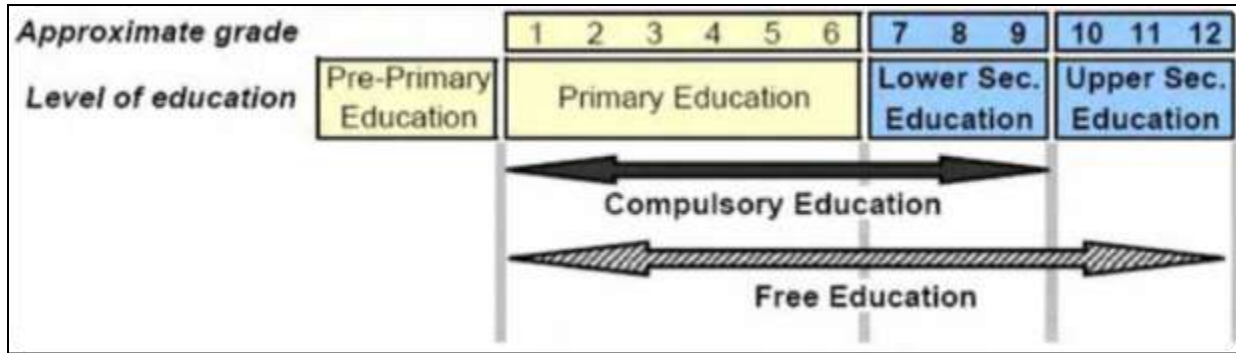 Approximate grade 1 2 3 4 5 6 7 8 9 10 11 12
Level of education
Pre-Primary
Education
Primary Education
Lower Sec.
Education
Upper Sec.
Education
Compulsory Education
Free Education